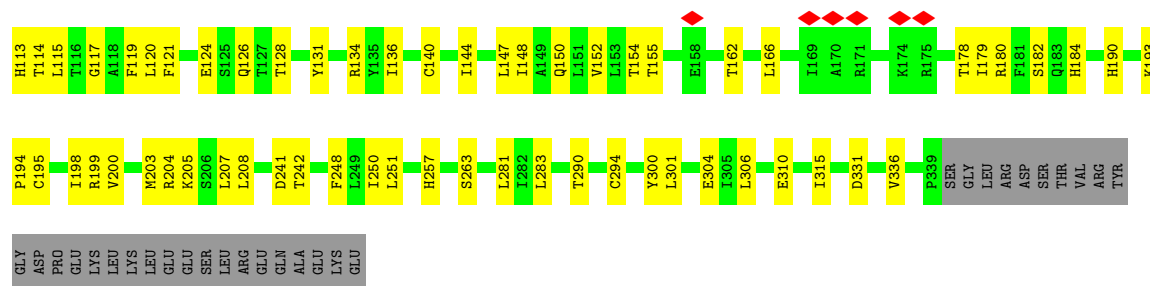 H113 T114 L115 T116 G117 A118 F119 L120 F121 E124 S125 Q126 T127 T128 Y131 R134 Y135 I136 C140 I144 L147 I148 A149 Q150 L151 V152 L153 T154 T155 E158 T162 L166 I169 A170 R171 K174 R175 T178 I179 R180 F181 S182 Q183 H184 H190 K193
P194 C195 I198 R199 V200 M203 R204 K205 S206 L207 L208 D241 T242 F248 L249 I250 L251 H257 S263 L281 I282 L283 T290 C294 Y300 L301 E304 I305 L306 E310 I315 D331 V336 P339 SER GLY LEU ARG ASP SER THR VAL ARG TYR
GLY ASP PRO GLU LYS LEU LYS LEU GLU GLU SER LEU ARG GLU GLN ALA GLU LYS GLU